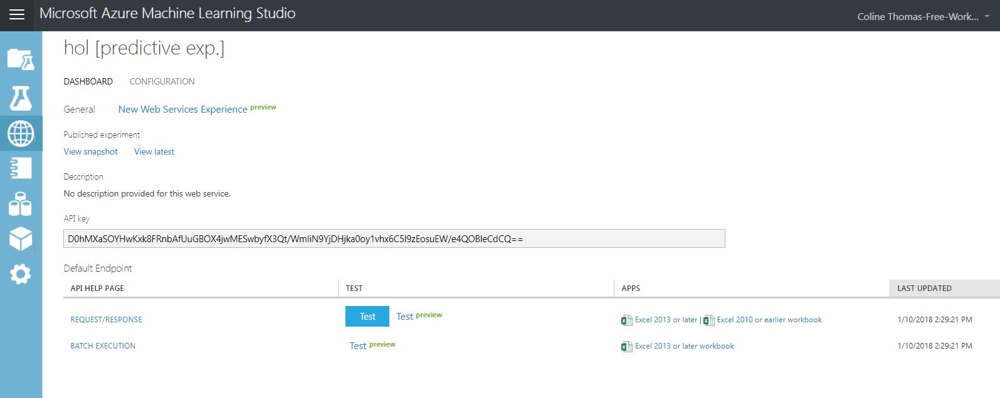 Microsoft Azure Machine Learning Studio
Coline Thomas-Free-Work...
hol [predictive exp.]
DASHBOARD CONFIGURATION
General New Web Services Experience preview
Published experiment
View snapshot View latest
Description
No description provided for this web service.
API key
D0hMXaSOYHwKxk8FRnbAfUuGBOX4jwMESwbyfX3Qt/WmIiN9YjDHjka0oy1vhx6C5I9zEosuEW/e4QOBIeCdCQ==
Default Endpoint
API HELP PAGE TEST APPS LAST UPDATED
REQUEST/RESPONSE Test Test preview Excel 2013 or later | Excel 2010 or earlier workbook 1/10/2018 2:29:21 PM
BATCH EXECUTION Test preview Excel 2013 or later workbook 1/10/2018 2:29:21 PM